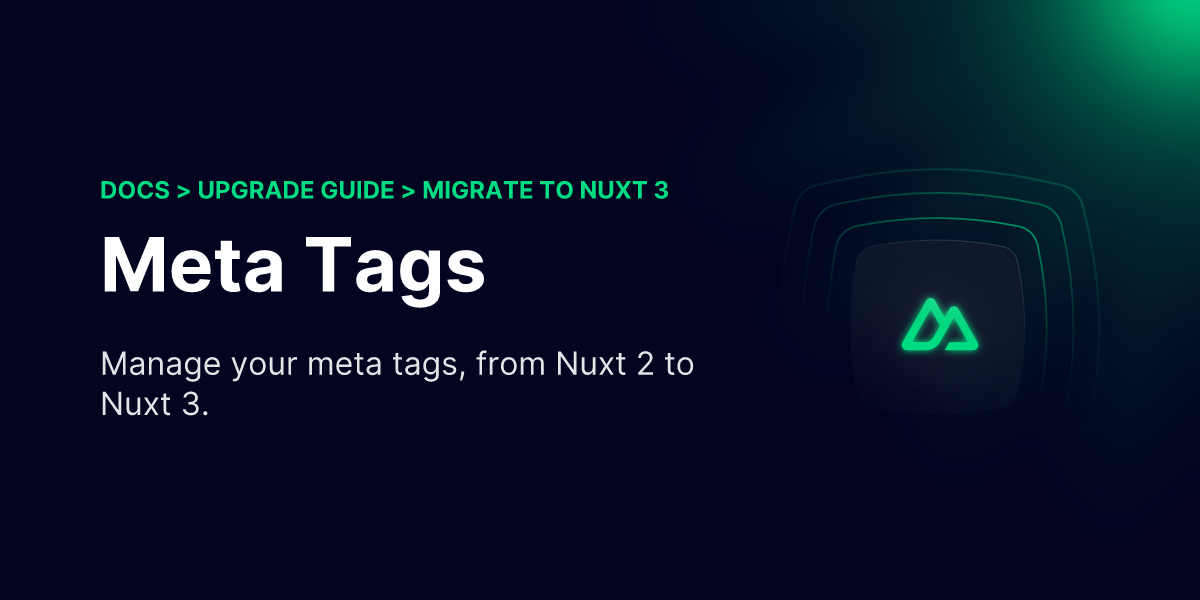 DOCS > UPGRADE GUIDE > MIGRATE TO NUXT 3
Meta Tags
Manage your meta tags, from Nuxt 2 to
Nuxt 3.